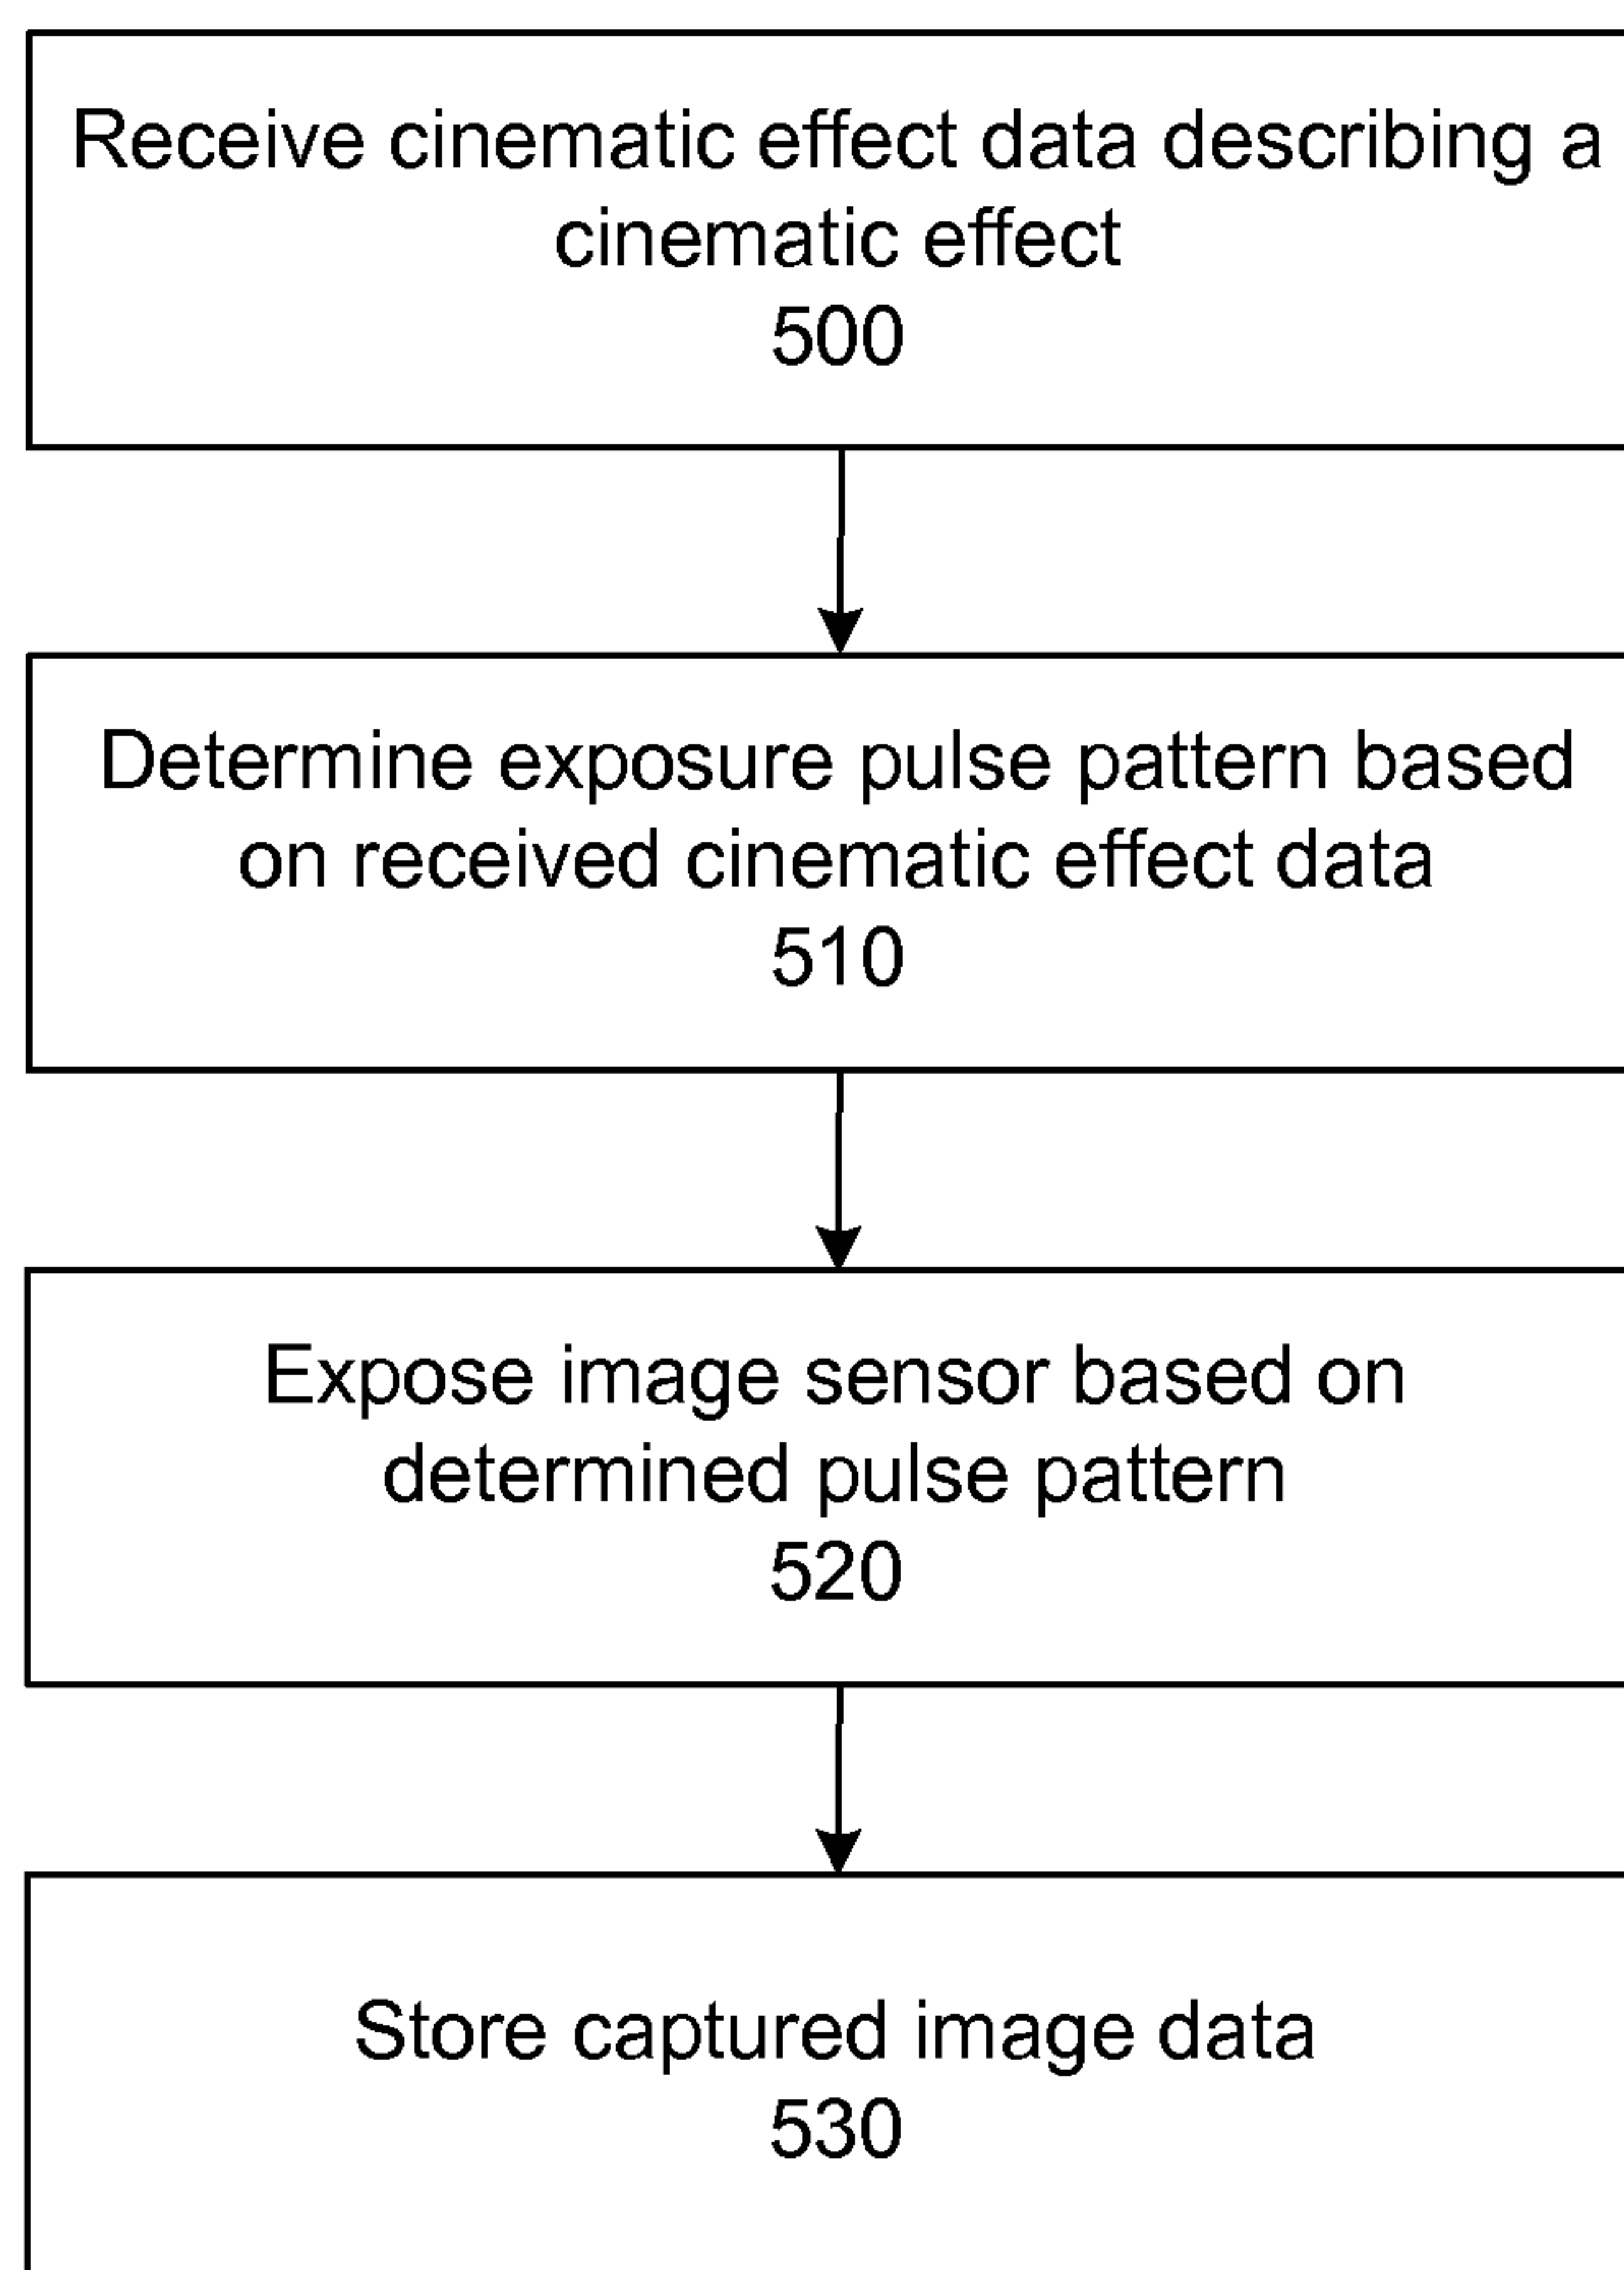 Receive cinematic effect data describing a
cinematic effect
500
Determine exposure pulse pattern based
on received cinematic effect data
510
Expose image sensor based on
determined pulse pattern
520
Store captured image data
530